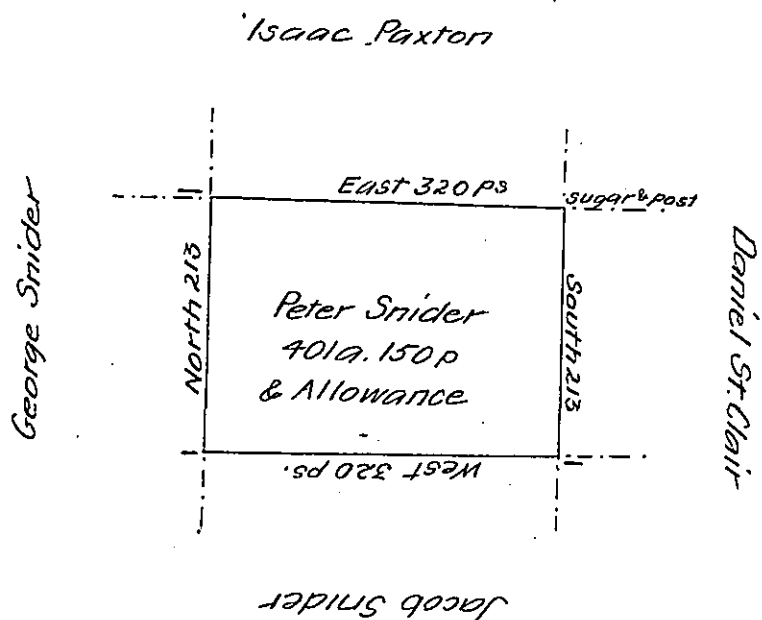 Isaac Paxton
East 320 ps
sugar & post
George Snider
North 213
Peter Snider
401a. 150p
& Allowance
South 213
Daniel St. Clair
West 320 ps.
Jacob Snider